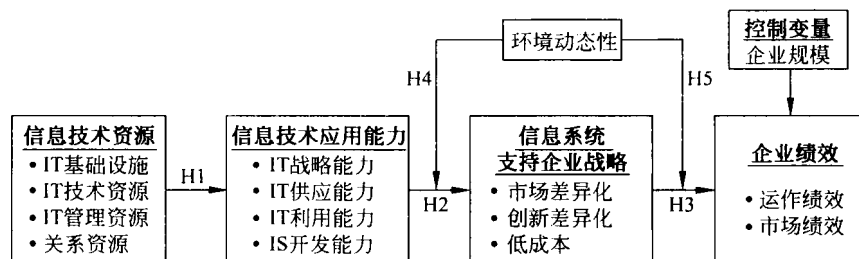 环境动态性
控制变量
企业规模
H4
H5
信息技术资源
• IT基础设施
• IT技术资源
• IT管理资源
• 关系资源
H1
信息技术应用能力
• IT战略能力
• IT供应能力
• IT利用能力
• IS开发能力
H2
信息系统
支持企业战略
• 市场差异化
• 创新差异化
• 低成本
H3
企业绩效
• 运作绩效
• 市场绩效